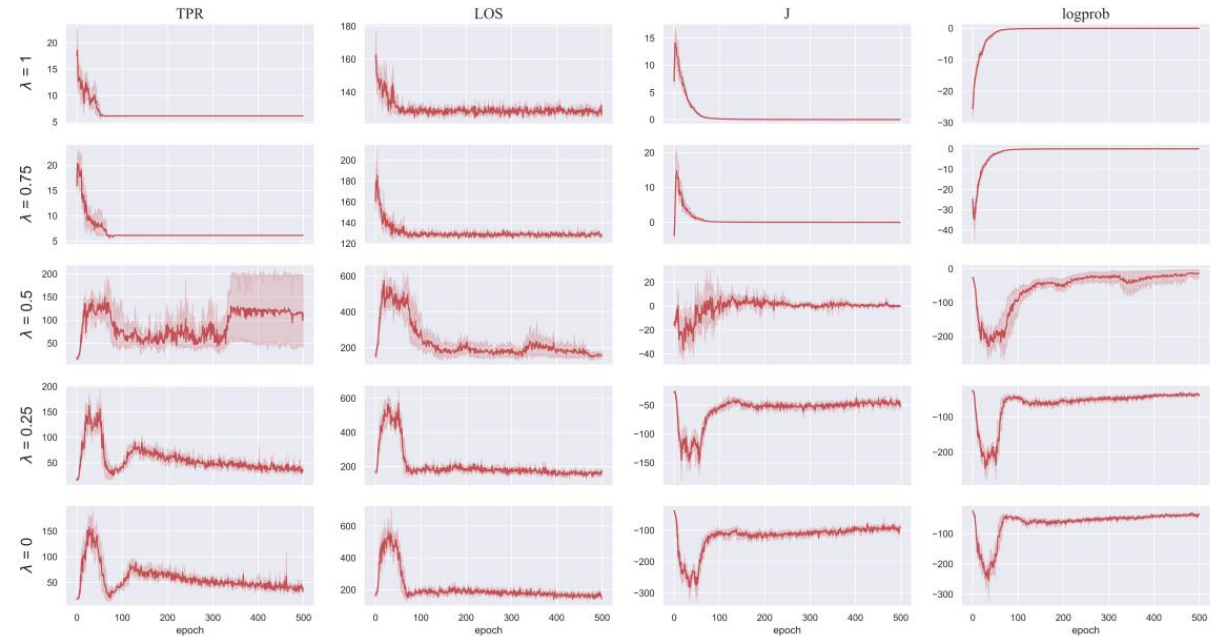 TPR LOS J logprob
λ = 1
20 15 10 5
180 160 140
15 10 5 0
0 −10 −20 −30
λ = 0.75
20 15 10 5
200 180 160 140 120
20 10 0
0 −10 −20 −30 −40
λ = 0.5
200 150 100 50
600 400 200
20 0 −20 −40
0 −100 −200
λ = 0.25
200 150 100 50
600 400 200
−50 −100 −150
−100 −200
λ = 0
150 100 50
600 400 200
−100 −200 −300
−100 −200 −300
0 100 200 300 400 500 0 100 200 300 400 500 0 100 200 300 400 500 0 100 200 300 400 500
epoch epoch epoch epoch